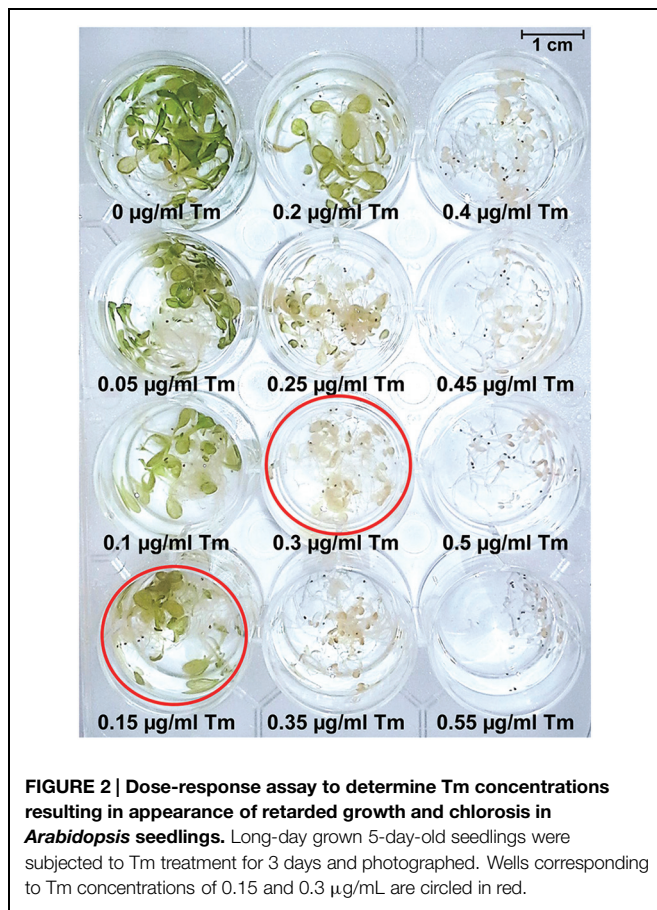 1 cm
0 µg/ml Tm
0.2 µg/ml Tm
0.4 µg/ml Tm
0.05 µg/ml Tm
0.25 µg/ml Tm
0.45 µg/ml Tm
0.1 µg/ml Tm
0.3 µg/ml Tm
0.5 µg/ml Tm
0.15 µg/ml Tm
0.35 µg/ml Tm
0.55 µg/ml Tm
FIGURE 2 | Dose-response assay to determine Tm concentrations
resulting in appearance of retarded growth and chlorosis in
Arabidopsis seedlings. Long-day grown 5-day-old seedlings were
subjected to Tm treatment for 3 days and photographed. Wells corresponding
to Tm concentrations of 0.15 and 0.3 µg/mL are circled in red.